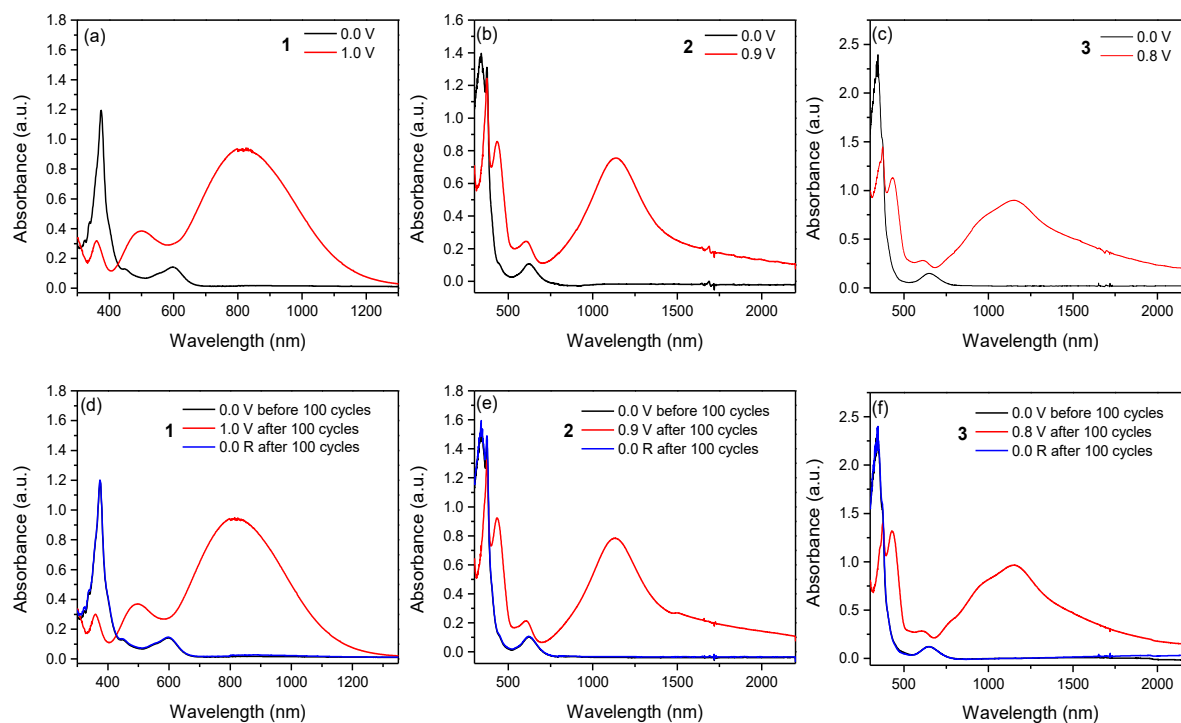 (a)
1
0.0 V
1.0 V
1.8
1.6
1.4
1.2
1.0
0.8
0.6
0.4
0.2
0.0
Absorbance (a.u.)
400
600
800
1000
1200
Wavelength (nm)
(b)
2
0.0 V
0.9 V
1.6
1.4
1.2
1.0
0.8
0.6
0.4
0.2
0.0
Absorbance (a.u.)
500
1000
1500
2000
Wavelength (nm)
(c)
3
0.0 V
0.8 V
2.5
2.0
1.5
1.0
0.5
0.0
Absorbance (a.u)
500
1000
1500
2000
Wavelength (nm)
(d)
1
0.0 V before 100 cycles
1.0 V after 100 cycles
0.0 R after 100 cycles
1.8
1.6
1.4
1.2
1.0
0.8
0.6
0.4
0.2
0.0
Absorbance (a.u.)
400
600
800
1000
1200
Wavelength (nm)
(e)
2
0.0 V before 100 cycles
0.9 V after 100 cycles
0.0 R after 100 cycles
1.8
1.6
1.4
1.2
1.0
0.8
0.6
0.4
0.2
0.0
Absorbance (a.u.)
500
1000
1500
2000
Wavelength (nm)
(f)
3
0.0 V before 100 cycles
0.8 V after 100 cycles
0.0 R after 100 cycles
2.5
2.0
1.5
1.0
0.5
0.0
Absorbance (a.u.)
500
1000
1500
2000
Wavelength (nm)